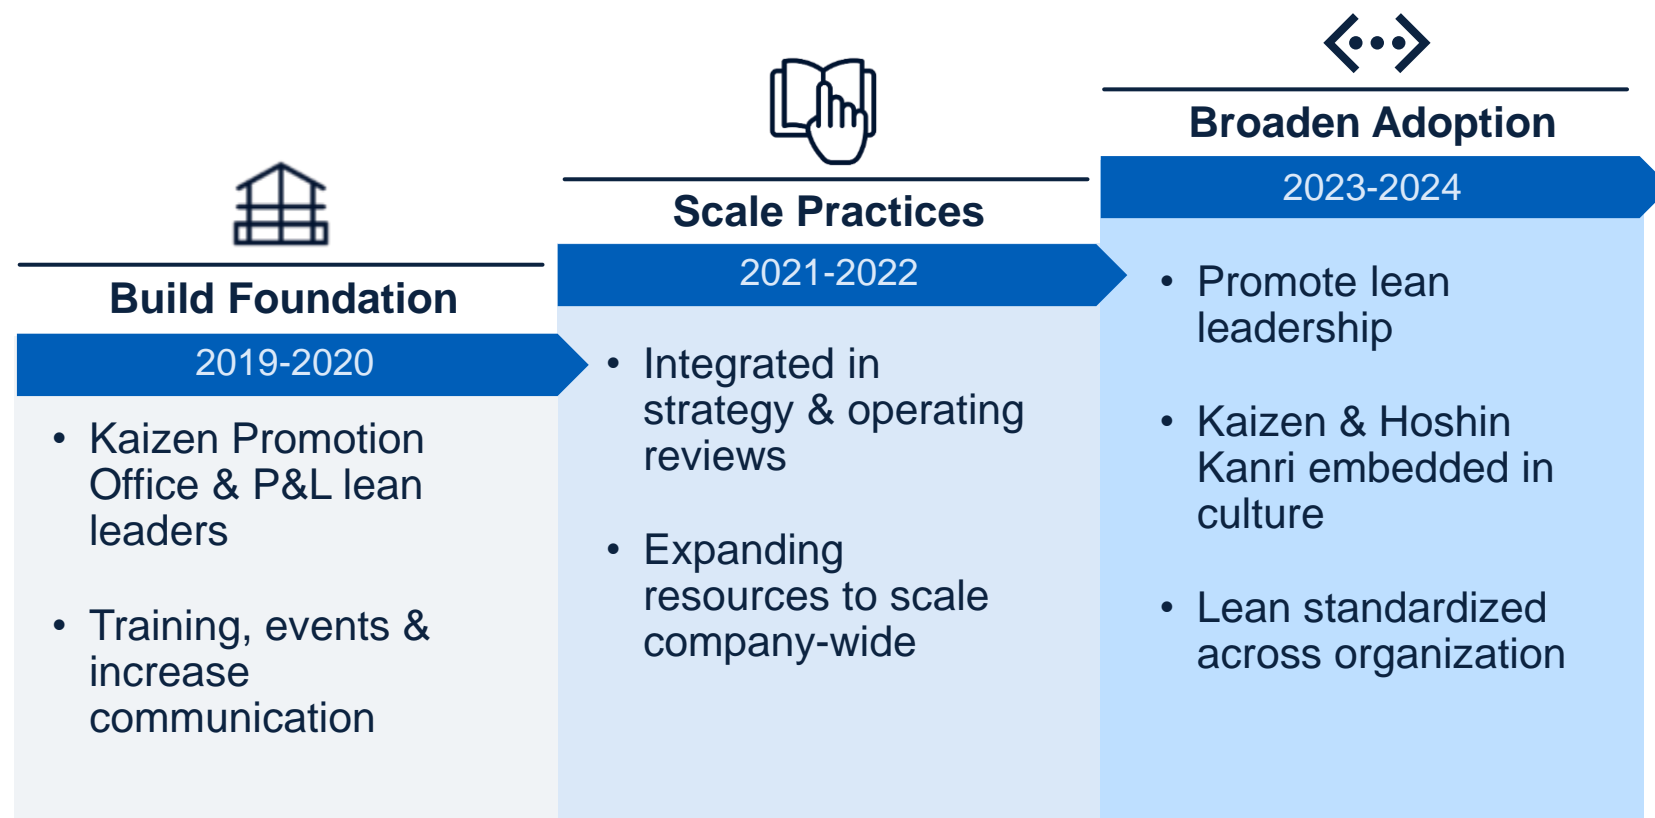 Build Foundation
2019-2020
• Kaizen Promotion
Office & P&L lean
leaders
• Training, events &
increase
communication
Scale Practices
2021-2022
• Integrated in
strategy & operating
reviews
• Expanding
resources to scale
company-wide
Broaden Adoption
2023-2024
• Promote lean
leadership
• Kaizen & Hoshin
Kanri embedded in
culture
• Lean standardized
across organization